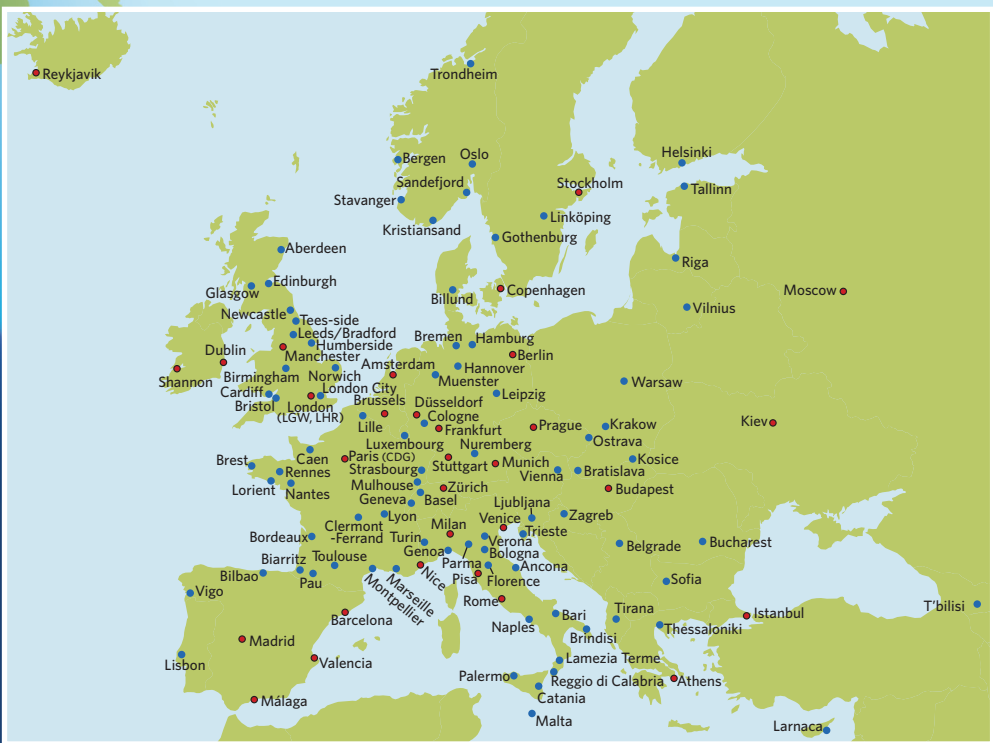 Reykjavik
Trondheim
Bergen
Oslo
Helsinki
Sandefjord
Stockholm
Tallinn
Stavanger
Linköping
Kristiansand
Gothenburg
Aberdeen
Riga
Edinburgh
Glasgow
Billund
Copenhagen
Moscow
Newcastle
Tees-side
Vilnius
Leeds/Bradford
Humberside
Bremen
Hamburg
Dublin
Manchester
Berlin
Shannon
Birmingham
Norwich
Amsterdam
Hannover
Muenster
Cardiff
London City
Warsaw
Bristol
London
(LGW, LHR)
Brussels
Düsseldorf
Leipzig
Lille
Cologne
Frankfurt
Prague
Krakow
Kiev
Luxembourg
Nuremberg
Ostrava
Caen
Paris (CDG)
Brest
Rennes
Strasbourg
Stuttgart
Munich
Vienna
Bratislava
Kosice
Lorient
Nantes
Mulhouse
Zürich
Budapest
Geneva
Basel
Ljubljana
Clermont
-Ferrand
Lyon
Milan
Venice
Zagreb
Bordeaux
Turin
Verona
Trieste
Belgrade
Bucharest
Genoa
Bologna
Biarritz
Toulouse
Parma
Ancona
Bilbao
Pau
Montpellier
Marseille
Nice
Pisa
Florence
Sofia
Vigo
Rome
T'bilisi
Barcelona
Naples
Bari
Tirana
Istanbul
Brindisi
Thessaloniki
Madrid
Lisbon
Valencia
Lamezia Terme
Palermo
Reggio di Calabria
Athens
Málaga
Catania
Malta
Larnaca